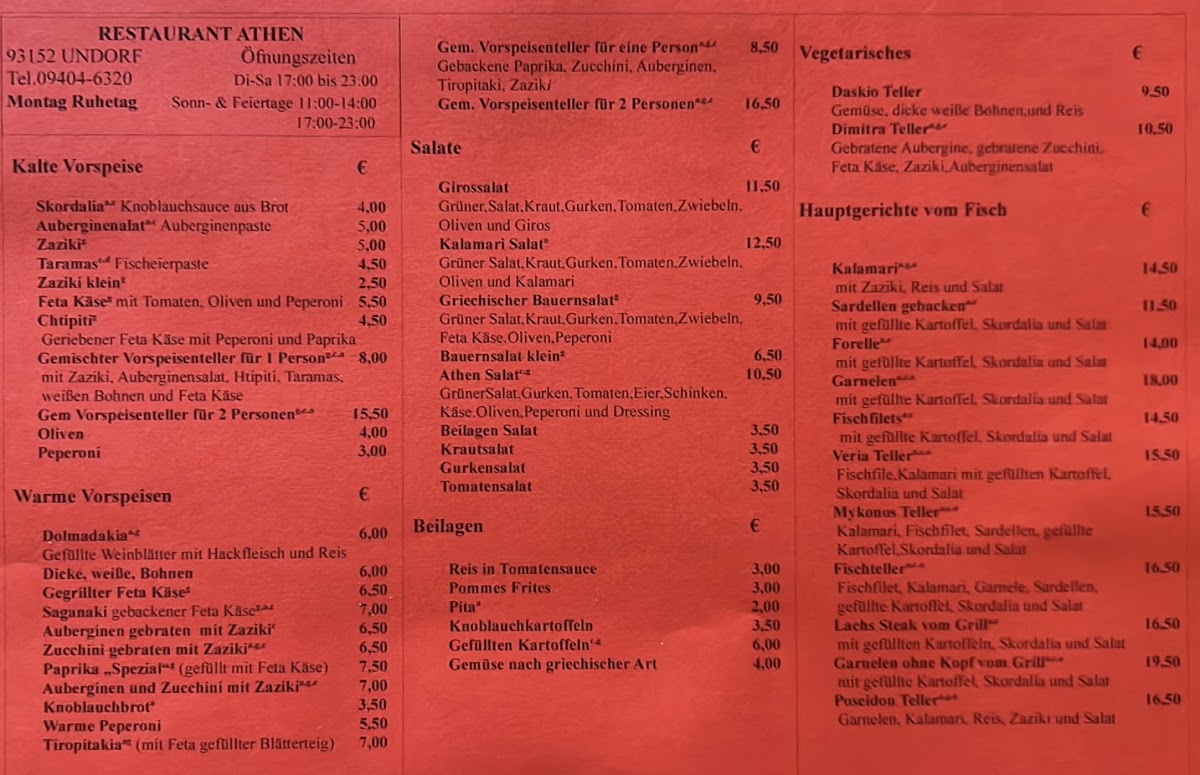 RESTAURANT ATHEN
93152 UNDORF Öfnungszeiten
Tel.09404-6320 Di-Sa 17:00 bis 23:00
Montag Ruhetag Sonn- & Feiertage 11:00-14:00
17:00-23:00
Kalte Vorspeise €
Skordalia Knoblauchsauce aus Brot 4,00
Auberginenalat Auberginenpaste 5,00
Zaziki 5,00
Taramas Fischeierpaste 4,50
Zaziki klein 2,50
Feta Käse mit Tomaten, Oliven und Peperoni 5,50
Chtipiti 4,50
Geriebener Feta Käse mit Peperoni und Paprika
Gemischter Vorspeisenteller für 1 Person 8,00
mit Zaziki, Auberginensalat, Htipiti, Taramas,
weißen Bohnen und Feta Käse
Gem Vorspeisenteller für 2 Personen 15,50
Oliven 4,00
Peperoni 3,00
Warme Vorspeisen €
Dolmadakia 6,00
Gefüllte Weinblätter mit Hackfleisch und Reis
Dicke, weiße, Bohnen 6,00
Gegrillter Feta Käse 6,50
Saganaki gebackener Feta Käse 7,00
Auberginen gebraten mit Zaziki 6,50
Zucchini gebraten mit Zaziki 6,50
Paprika „Spezial" (gefüllt mit Feta Käse) 7,50
Auberginen und Zucchini mit Zaziki 7,00
Knoblauchbrot 3,50
Warme Peperoni 5,50
Tiropitakia (mit Feta gefüllter Blätterteig) 7,00
Gem. Vorspeisenteller für eine Person 8,50
Gebackene Paprika, Zucchini, Auberginen,
Tiropitaki, Zaziki
Gem. Vorspeisenteller für 2 Personen 16,50
Salate €
Girossalat 11,50
Grüner,Salat,Kraut,Gurken,Tomaten,Zwiebeln,
Oliven und Giros
Kalamari Salat 12,50
Grüner Salat,Kraut,Gurken,Tomaten,Zwiebeln,
Oliven und Kalamari
Griechischer Bauernsalat 9,50
Grüner Salat,Kraut,Gurken,Tomaten,Zwiebeln,
Feta Käse,Oliven,Peperoni
Bauernsalat klein 6,50
Athen Salat 10,50
GrünerSalat,Gurken,Tomaten,Eier,Schinken,
Käse,Oliven,Peperoni und Dressing
Beilagen Salat 3,50
Krautsalat 3,50
Gurkensalat 3,50
Tomatensalat 3,50
Beilagen €
Reis in Tomatensauce 3,00
Pommes Frites 3,00
Pita 2,00
Knoblauchkartoffeln 3,50
Gefüllten Kartoffeln 6,00
Gemüse nach griechischer Art 4,00
Vegetarisches €
Daskio Teller 9,50
Gemüse, dicke weiße Bohnen,und Reis
Dimitra Teller 10,50
Gebratene Aubergine, gebratene Zucchini,
Feta Käse, Zaziki,Auberginensalat
Hauptgerichte vom Fisch €
Kalamari 14,50
mit Zaziki, Reis und Salat
Sardellen gebacken 11,50
mit gefüllte Kartoffel, Skordalia und Salat
Forelle 14,00
mit gefüllte Kartoffel, Skordalia und Salat
Garnelen 18,00
mit gefüllte Kartoffel, Skordalia und Salat
Fischfilets 14,50
mit gefüllte Kartoffel, Skordalia und Salat
Veria Teller 15,50
Fischfile,Kalamari mit gefüllten Kartoffel,
Skordalia und Salat
Mykonos Teller 15,50
Kalamari, Fischfilet, Sardellen, gefüllte
Kartoffel,Skordalia und Salat
Fischteller 16,50
Fischfilet, Kalamari, Garnele, Sardellen,
gefüllte Kartoffel, Skordalia und Salat
Lachs Steak vom Grill 16,50
mit gefüllten Kartoffeln, Skordalia und Salat
Garnelen ohne Kopf vom Grill 19,50
mit gefüllte Kartoffel, Skordalia und Salat
Poseidon Teller 16,50
Garnelen, Kalamari, Reis, Zaziki und Salat